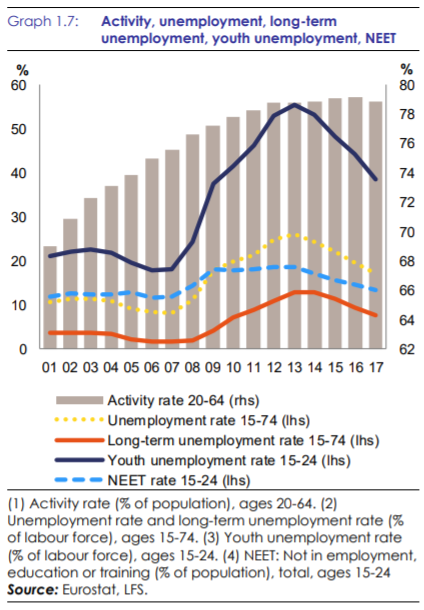 Graph 1.7: Activity, unemployment, long-term
unemployment, youth unemployment, NEET
% %
60 80
50 78
40 76
30 74
20 72
10 70
0 68
66
64
62
01 02 03 04 05 06 07 08 09 10 11 12 13 14 15 16 17
Activity rate 20-64 (rhs)
Unemployment rate 15-74 (lhs)
Long-term unemployment rate 15-74 (lhs)
Youth unemployment rate 15-24 (lhs)
NEET rate 15-24 (lhs)
(1) Activity rate (% of population), ages 20-64. (2)
Unemployment rate and long-term unemployment rate (%
of labour force), ages 15-74. (3) Youth unemployment rate
(% of labour force), ages 15-24. (4) NEET: Not in employment,
education or training (% of population), total, ages 15-24
Source: Eurostat, LFS.